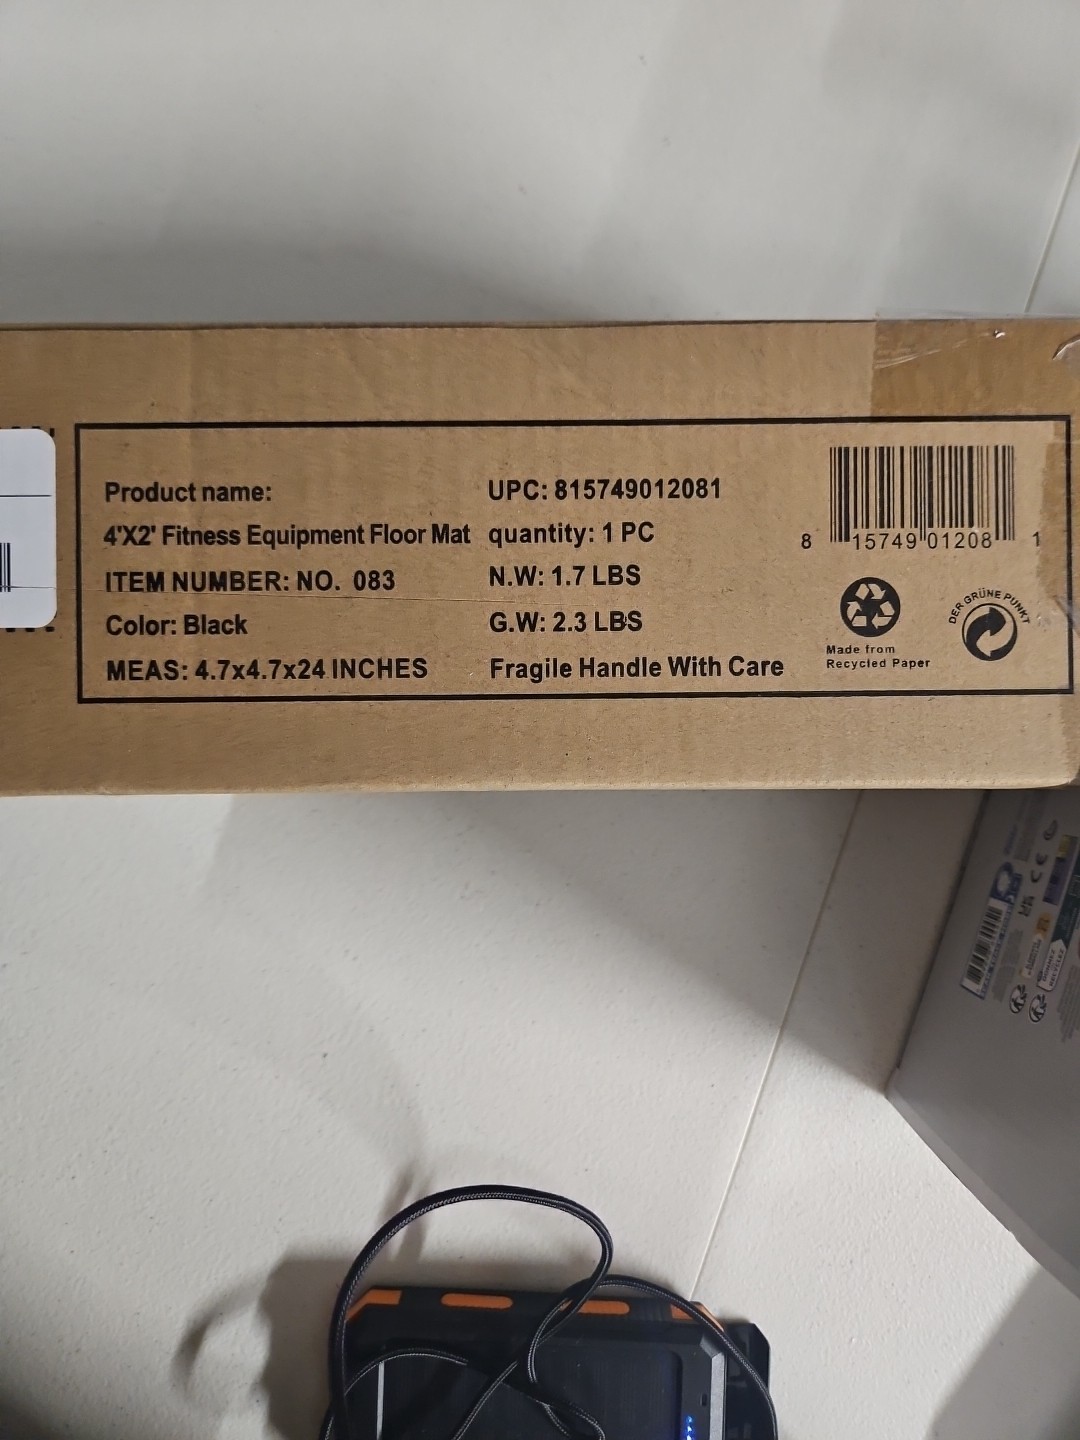 Product name:
4'X2' Fitness Equipment Floor Mat
ITEM NUMBER: NO. 083
Color: Black
MEAS: 4.7x4.7x24 INCHES
UPC: 815749012081
quantity: 1 PC
N.W: 1.7 LBS
G.W: 2.3 LBS
Fragile Handle With Care
8 15749 01208 1
Made from
Recycled Paper
DER GRÜNE PUNKT